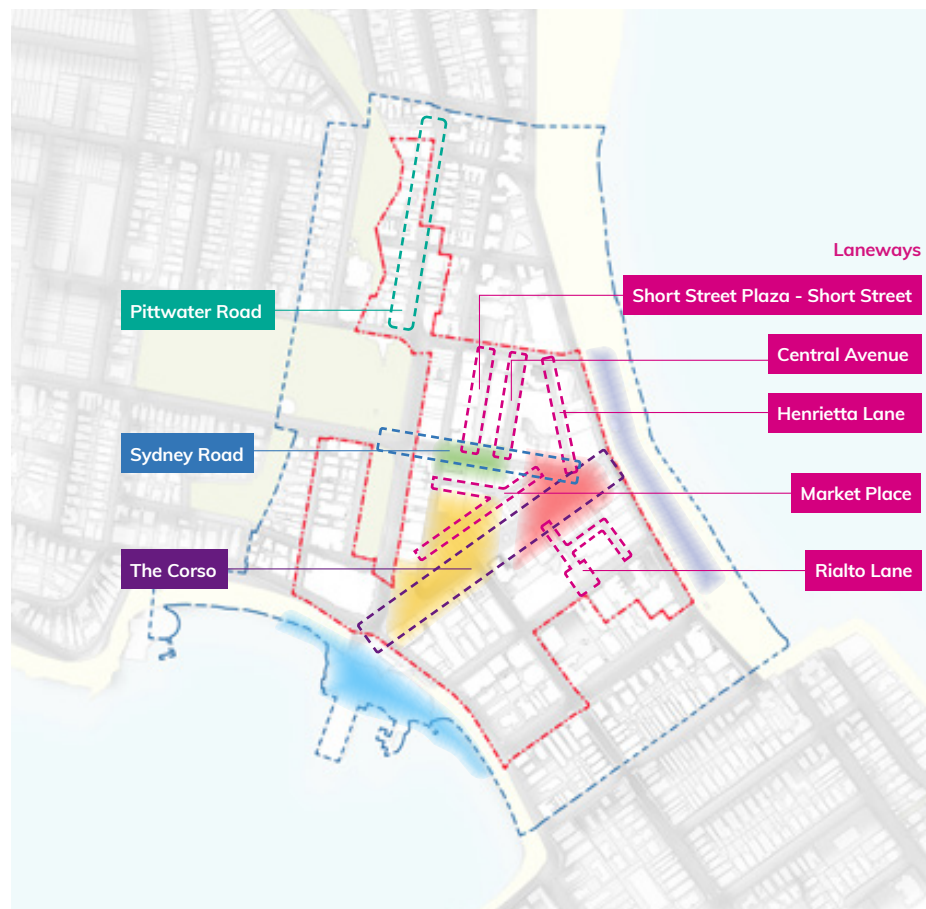 Laneways
Short Street Plaza - Short Street
Pittwater Road
Central Avenue
Henrietta Lane
Sydney Road
Market Place
The Corso
Rialto Lane